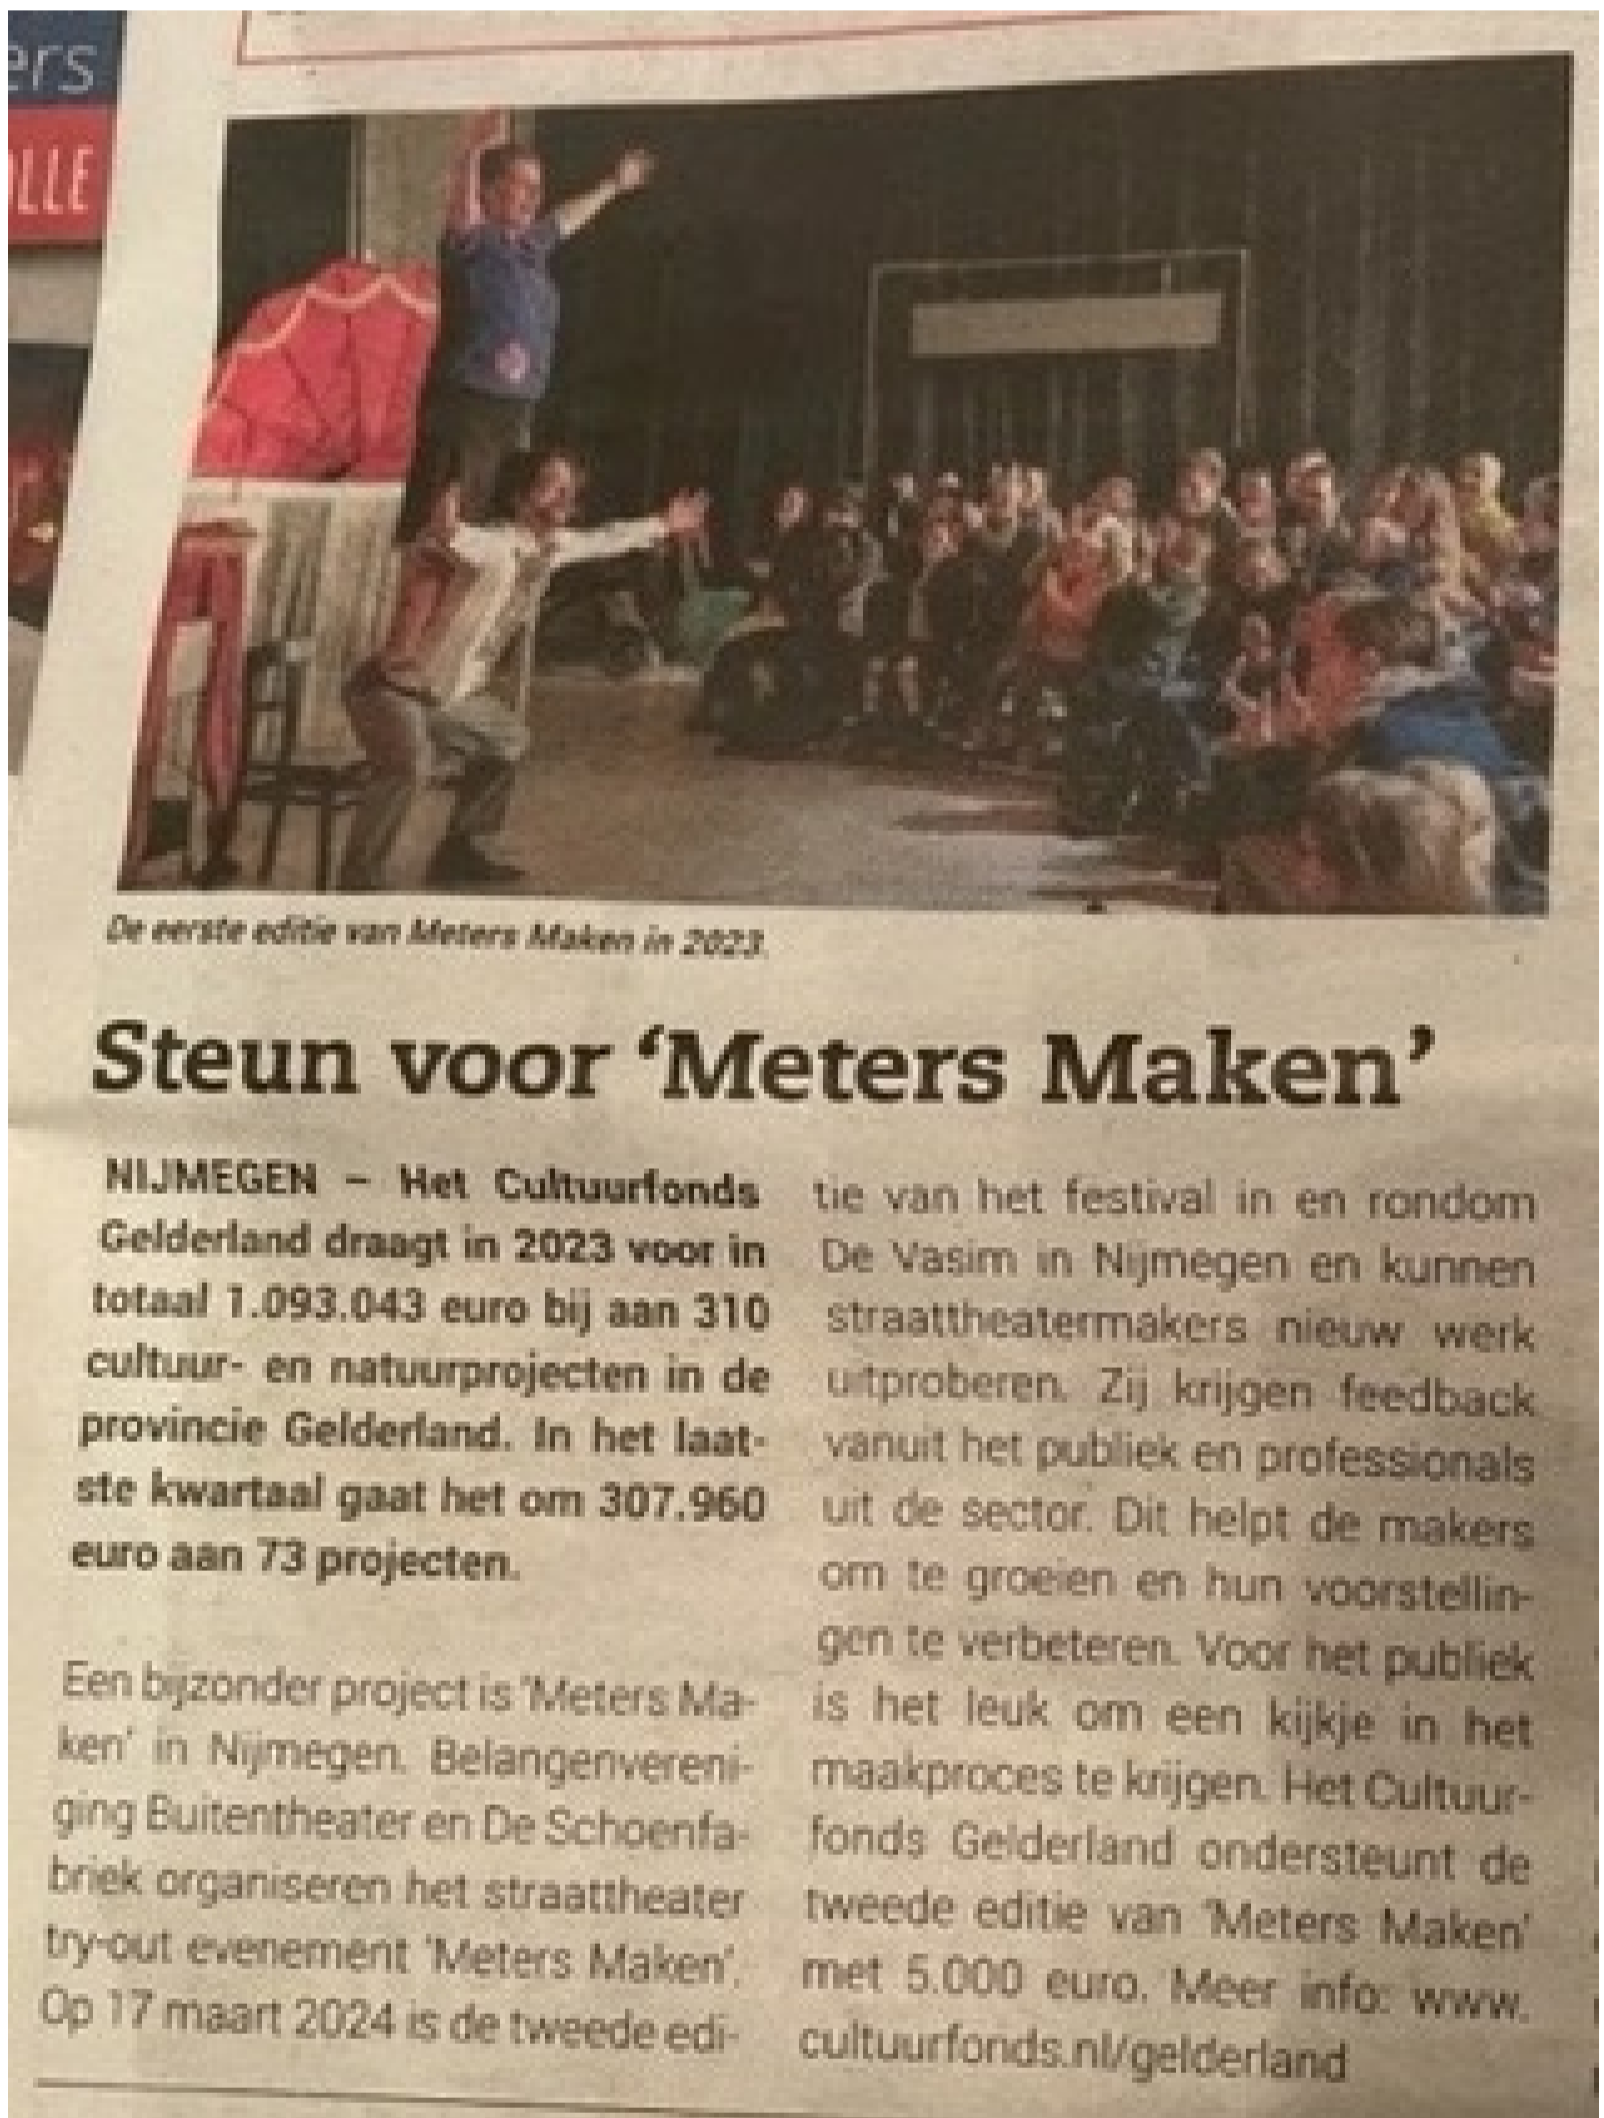 ers
OLLE
De eerste editie van Meters Maken in 2023.
Steun voor ‘Meters Maken’
NIJMEGEN – Het Cultuurfonds
Gelderland draagt in 2023 voor in
totaal 1.093.043 euro bij aan 310
cultuur- en natuurprojecten in de
provincie Gelderland. In het laat-
ste kwartaal gaat het om 307.960
euro aan 73 projecten.
Een bijzonder project is ‘Meters Ma-
ken’ in Nijmegen. Belangenvereni-
ging Buitentheater en De Schoenfa-
briek organiseren het straattheater
try-out evenement ‘Meters Maken’.
Op 17 maart 2024 is de tweede edi-
tie van het festival in en rondom
De Vasim in Nijmegen en kunnen
straattheatermakers nieuw werk
uitproberen. Zij krijgen feedback
vanuit het publiek en professionals
uit de sector. Dit helpt de makers
om te groeien en hun voorstellin-
gen te verbeteren. Voor het publiek
is het leuk om een kijkje in het
maakproces te krijgen. Het Cultuur-
fonds Gelderland ondersteunt de
tweede editie van ‘Meters Maken’
met 5.000 euro. Meer info: www.
cultuurfonds.nl/gelderland